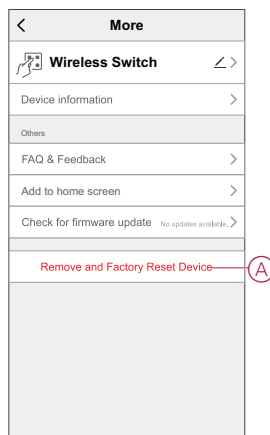 More
Wireless Switch
Device information
Others
FAQ & Feedback
Add to home screen
Check for firmware update No updates available.
Remove and Factory Reset Device
A